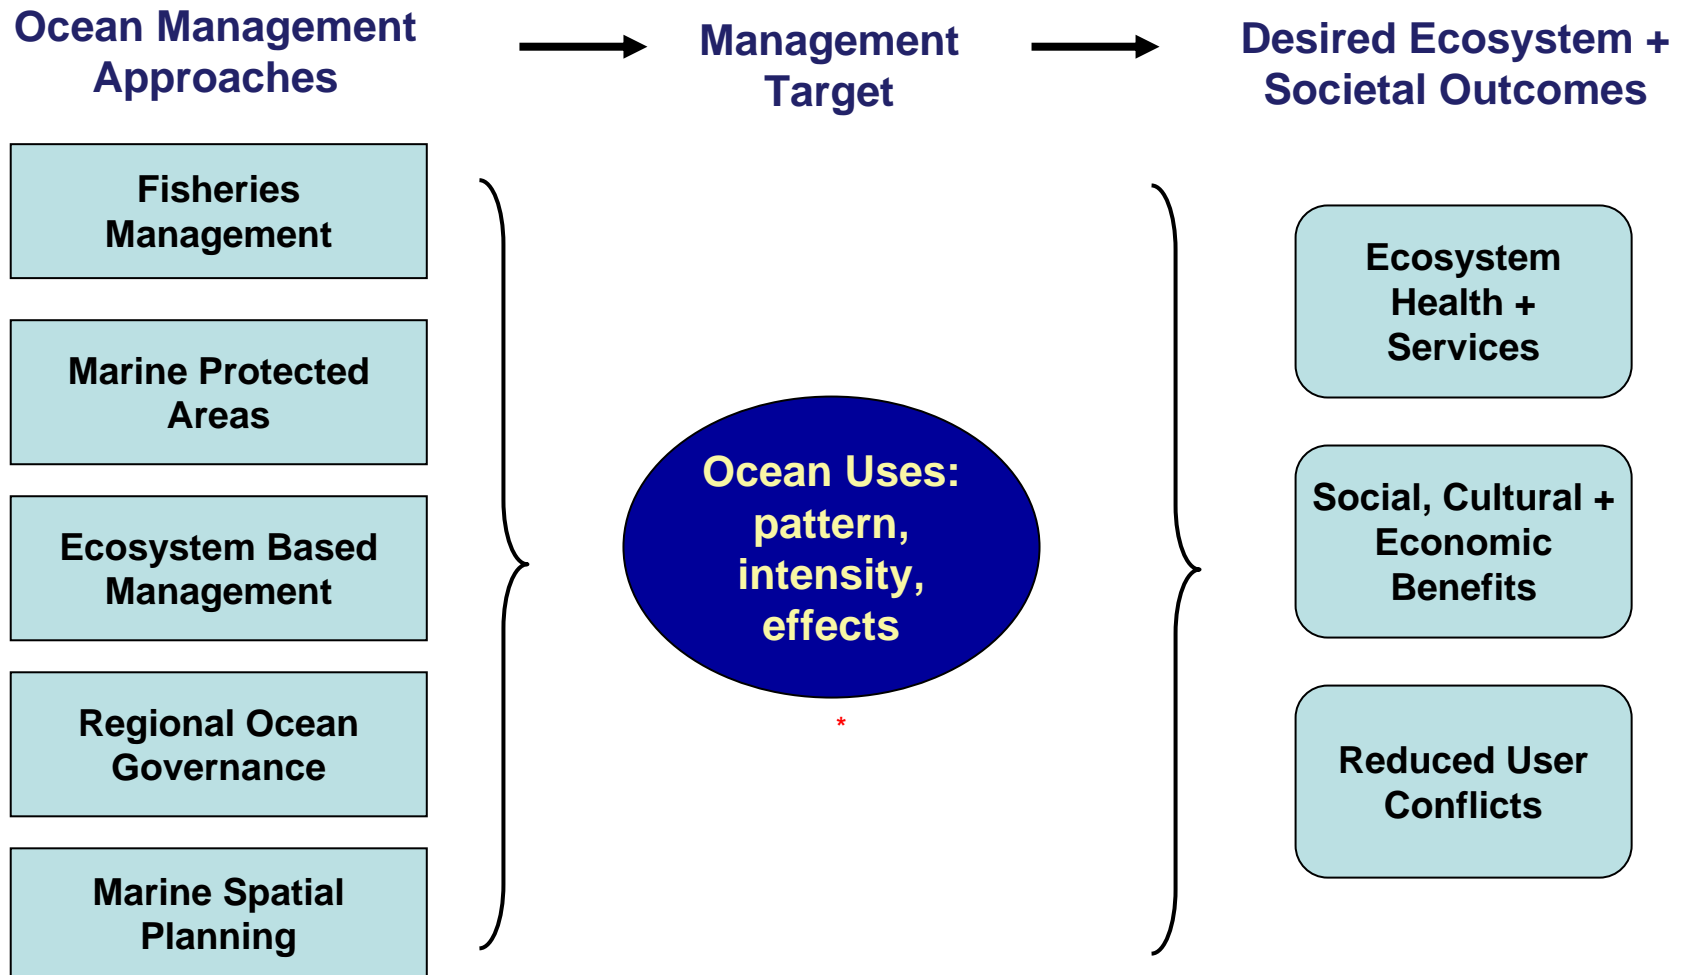 Ocean Management
Approaches
Management
Target
Desired Ecosystem +
Societal Outcomes
Fisheries
Management
Marine Protected
Areas
Ecosystem Based
Management
Regional Ocean
Governance
Marine Spatial
Planning
Ocean Uses:
pattern,
intensity,
effects
*
Ecosystem
Health +
Services
Social, Cultural +
Economic
Benefits
Reduced User
Conflicts